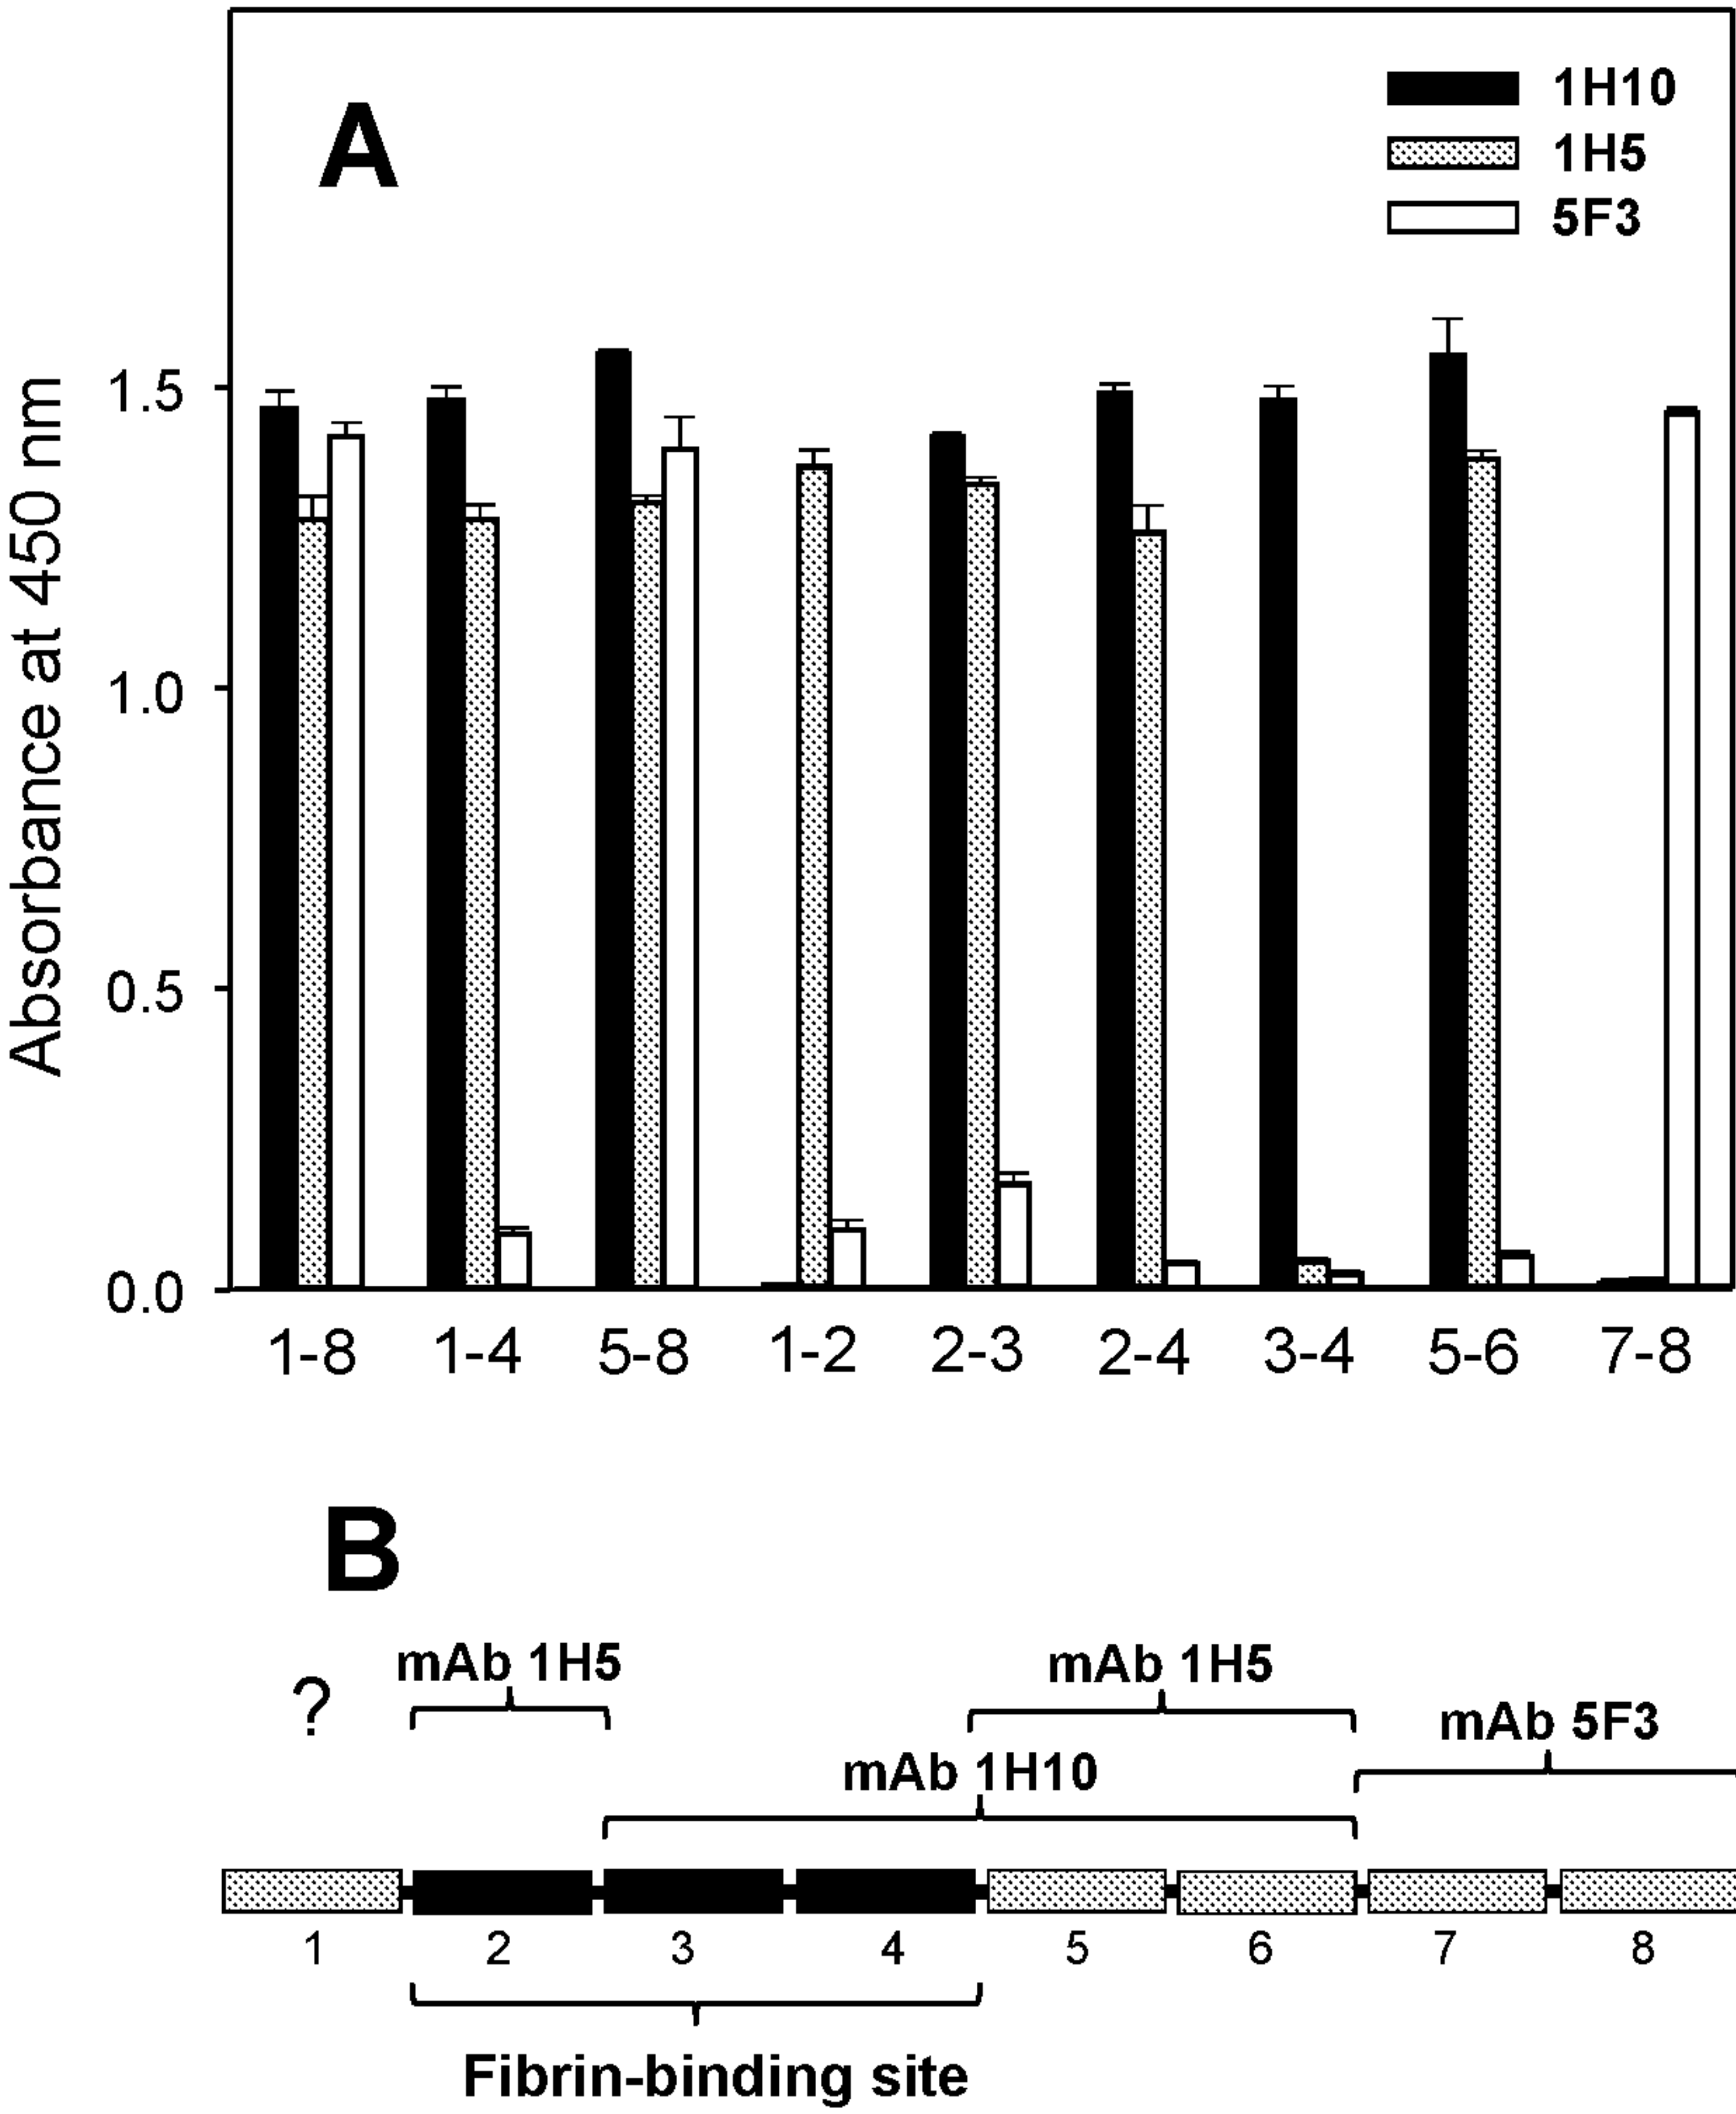 A
1H10
1H5
5F3
Absorbance at 450 nm
1.5
1.0
0.5
0.0
1-8 1-4 5-8 1-2 2-3 2-4 3-4 5-6 7-8
B
? mAb 1H5 mAb 1H5 mAb 5F3
mAb 1H10
1 2 3 4 5 6 7 8
Fibrin-binding site